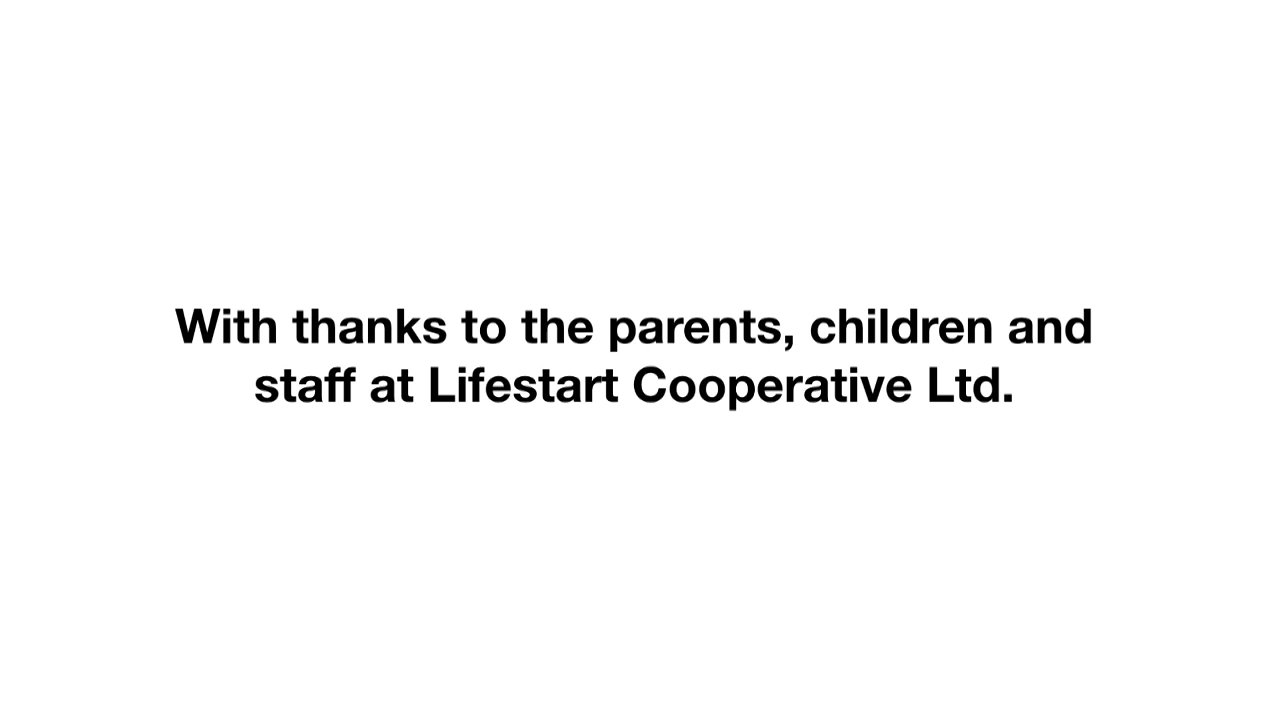 With thanks to the parents, children and
staff at Lifestart Cooperative Ltd.